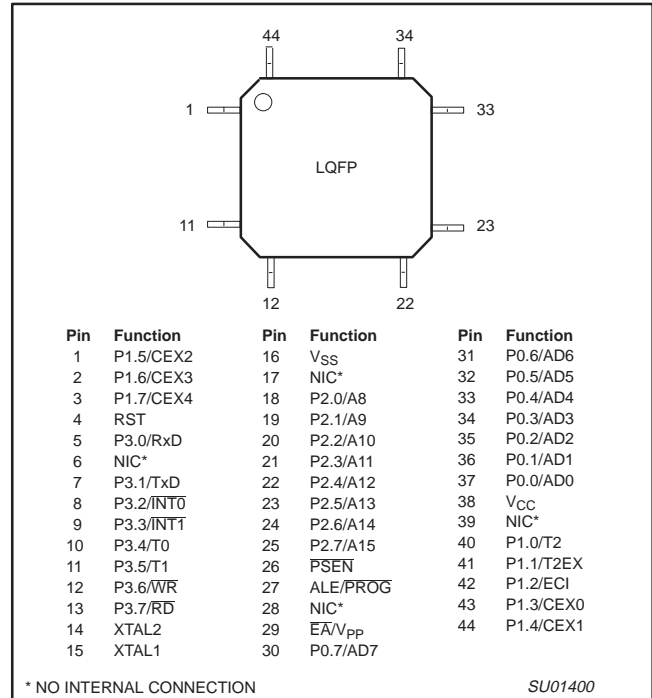 44 34
1 33
LQFP
11 23
12 22
Pin Function Pin Function Pin Function
1 P1.5/CEX2 16 VSS 31 P0.6/AD6
2 P1.6/CEX3 17 NIC* 32 P0.5/AD5
3 P1.7/CEX4 18 P2.0/A8 33 P0.4/AD4
4 RST 19 P2.1/A9 34 P0.3/AD3
5 P3.0/RxD 20 P2.2/A10 35 P0.2/AD2
6 NIC* 21 P2.3/A11 36 P0.1/AD1
7 P3.1/TxD 22 P2.4/A12 37 P0.0/AD0
8 P3.2/INT0 23 P2.5/A13 38 VCC
9 P3.3/INT1 24 P2.6/A14 39 NIC*
10 P3.4/T0 25 P2.7/A15 40 P1.0/T2
11 P3.5/T1 26 PSEN 41 P1.1/T2EX
12 P3.6/WR 27 ALE/PROG 42 P1.2/ECI
13 P3.7/RD 28 NIC* 43 P1.3/CEX0
14 XTAL2 29 EA/VPP 44 P1.4/CEX1
15 XTAL1 30 P0.7/AD7
* NO INTERNAL CONNECTION SU01400